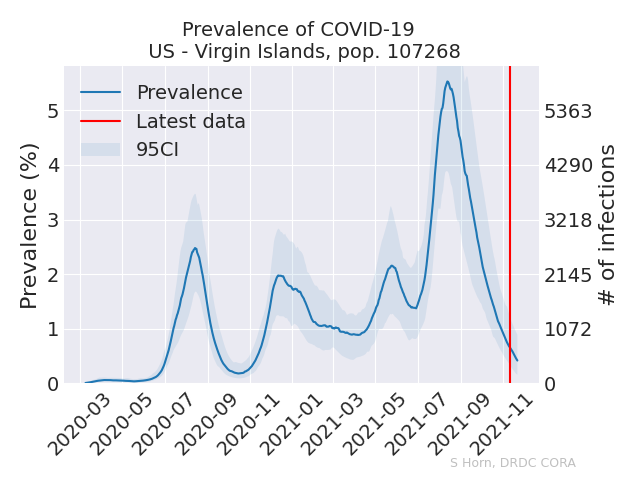 Prevalence of COVID-19
US - Virgin Islands, pop. 107268
Prevalence
Latest data
95CI
Prevalence (%)
5
4
3
2
1
0
5363
4290
3218
2145
1072
0
# of infections
2020-03
2020-05
2020-07
2020-09
2020-11
2021-01
2021-03
2021-05
2021-07
2021-09
2021-11
S Horn, DRDC CORA